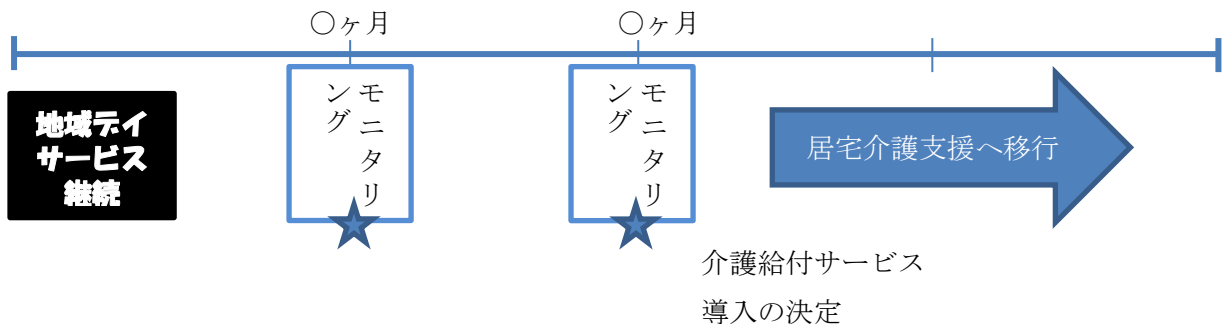 〇ヶ月
〇ヶ月
地域デイ
サービス
継続
モニタリ
ング
モニタリ
ング
居宅介護支援へ移行
介護給付サービス
導入の決定